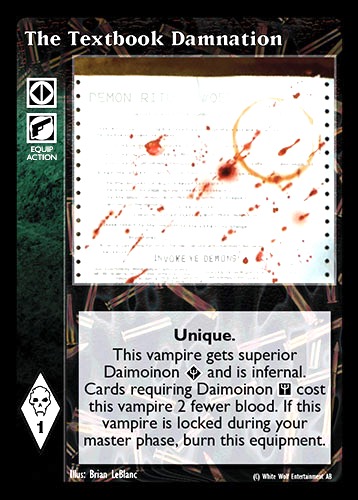 The Textbook Damnation
EQUIP
ACTION
INVOKE YE DEMONS!
Unique.
This vampire gets superior
Daimoinon and is infernal.
Cards requiring Daimoinon cost
this vampire 2 fewer blood. If this
vampire is locked during your
master phase, burn this equipment.
1
Illus: Brian LeBlanc
(C) White Wolf Entertainment AB